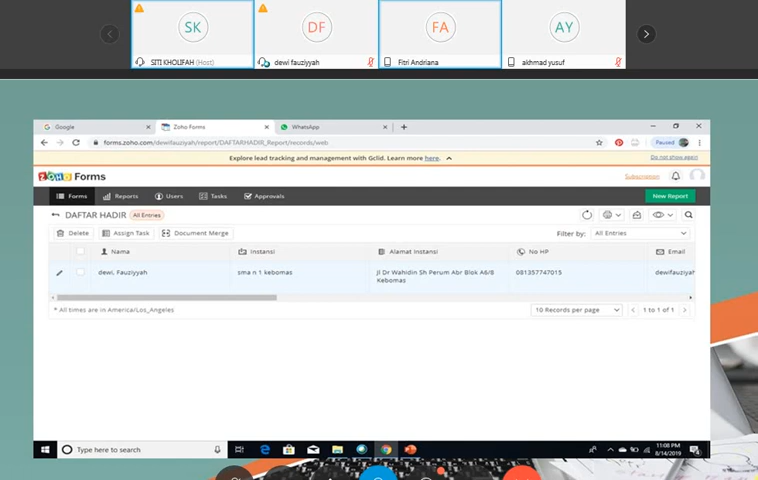 SK DF FA AY
SITI KHOLIFAH (Host) dewi fauziyyah Fitri Andriana akhmad yusuf
Google Zoho Forms WhatsApp
forms.zoho.com/dewifauziyah/report/DAFTARHADIR_Report/records/web Paused
Explore lead tracking and management with Gclid. Learn more here. Do not show again
ZOHO Forms Subscription
Forms Reports Users Tasks Approvals New Report
DAFTAR HADIR All Entries
Delete Assign Task Document Merge Filter by: All Entries
Nama Instansi Alamat Instansi No HP Email
dewi, Fauziyyah sma n 1 kebomas Jl Dr Wahidin Sh Perum Abr Blok A6/8 081357747015 dewifauziyah
Kebomas
* All times are in America/Los_Angeles 10 Records per page 1 to 1 of 1
Type here to search 11:08 PM
8/14/2019